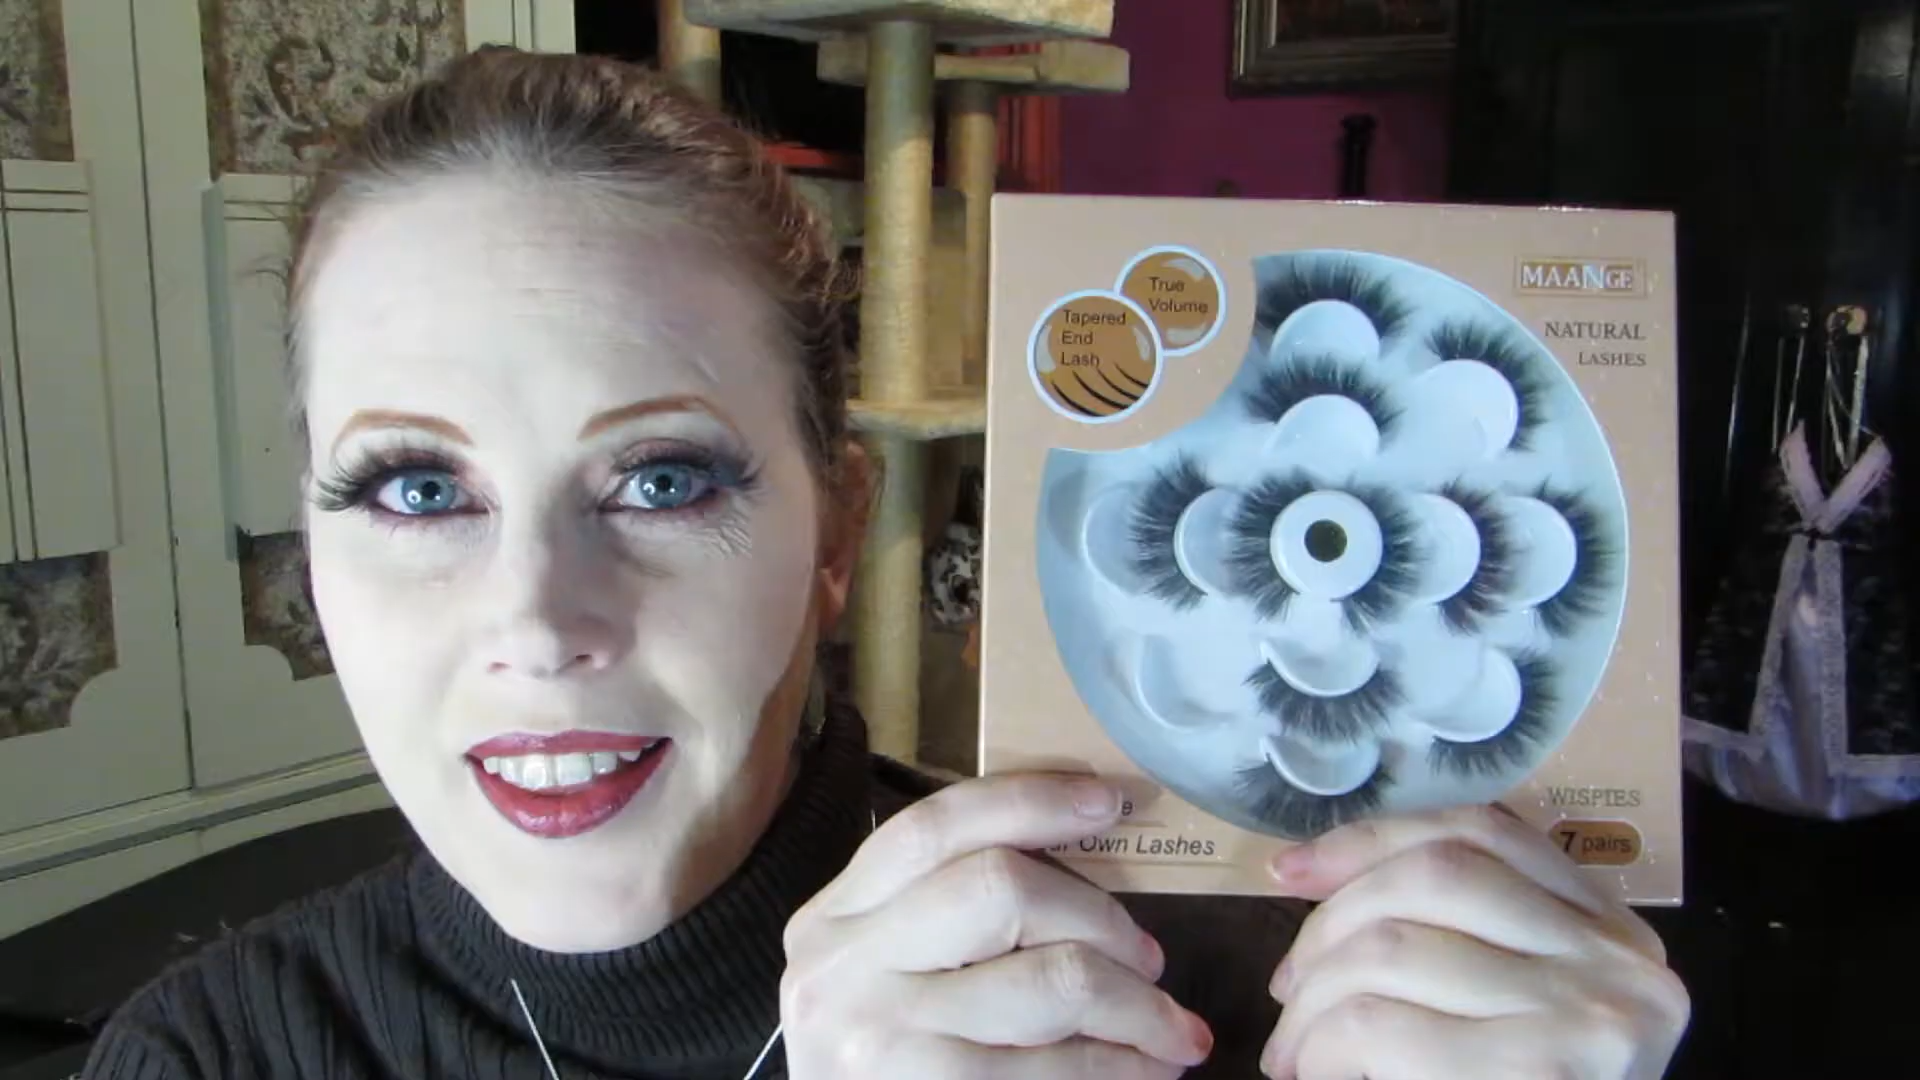 True
Volume
Tapered
End
Lash
MAANGE
NATURAL
LASHES
Own Lashes
WISPIES
7 pairs